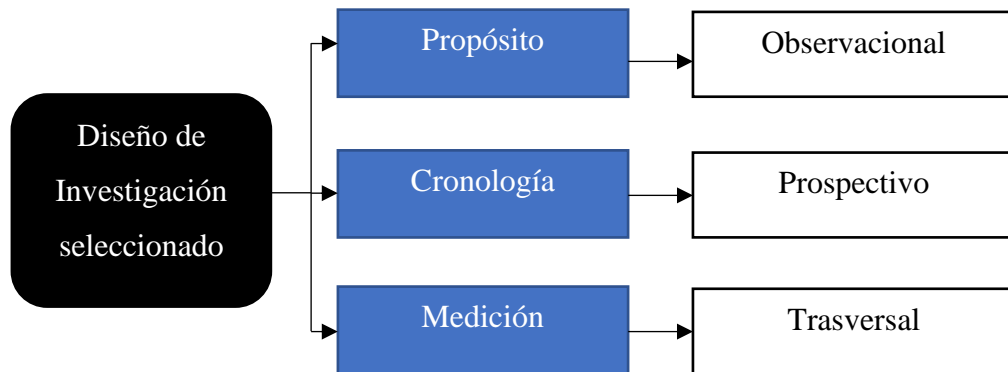 Diseño de
Investigación
seleccionado
Propósito
Observacional
Cronología
Prospectivo
Medición
Trasversal